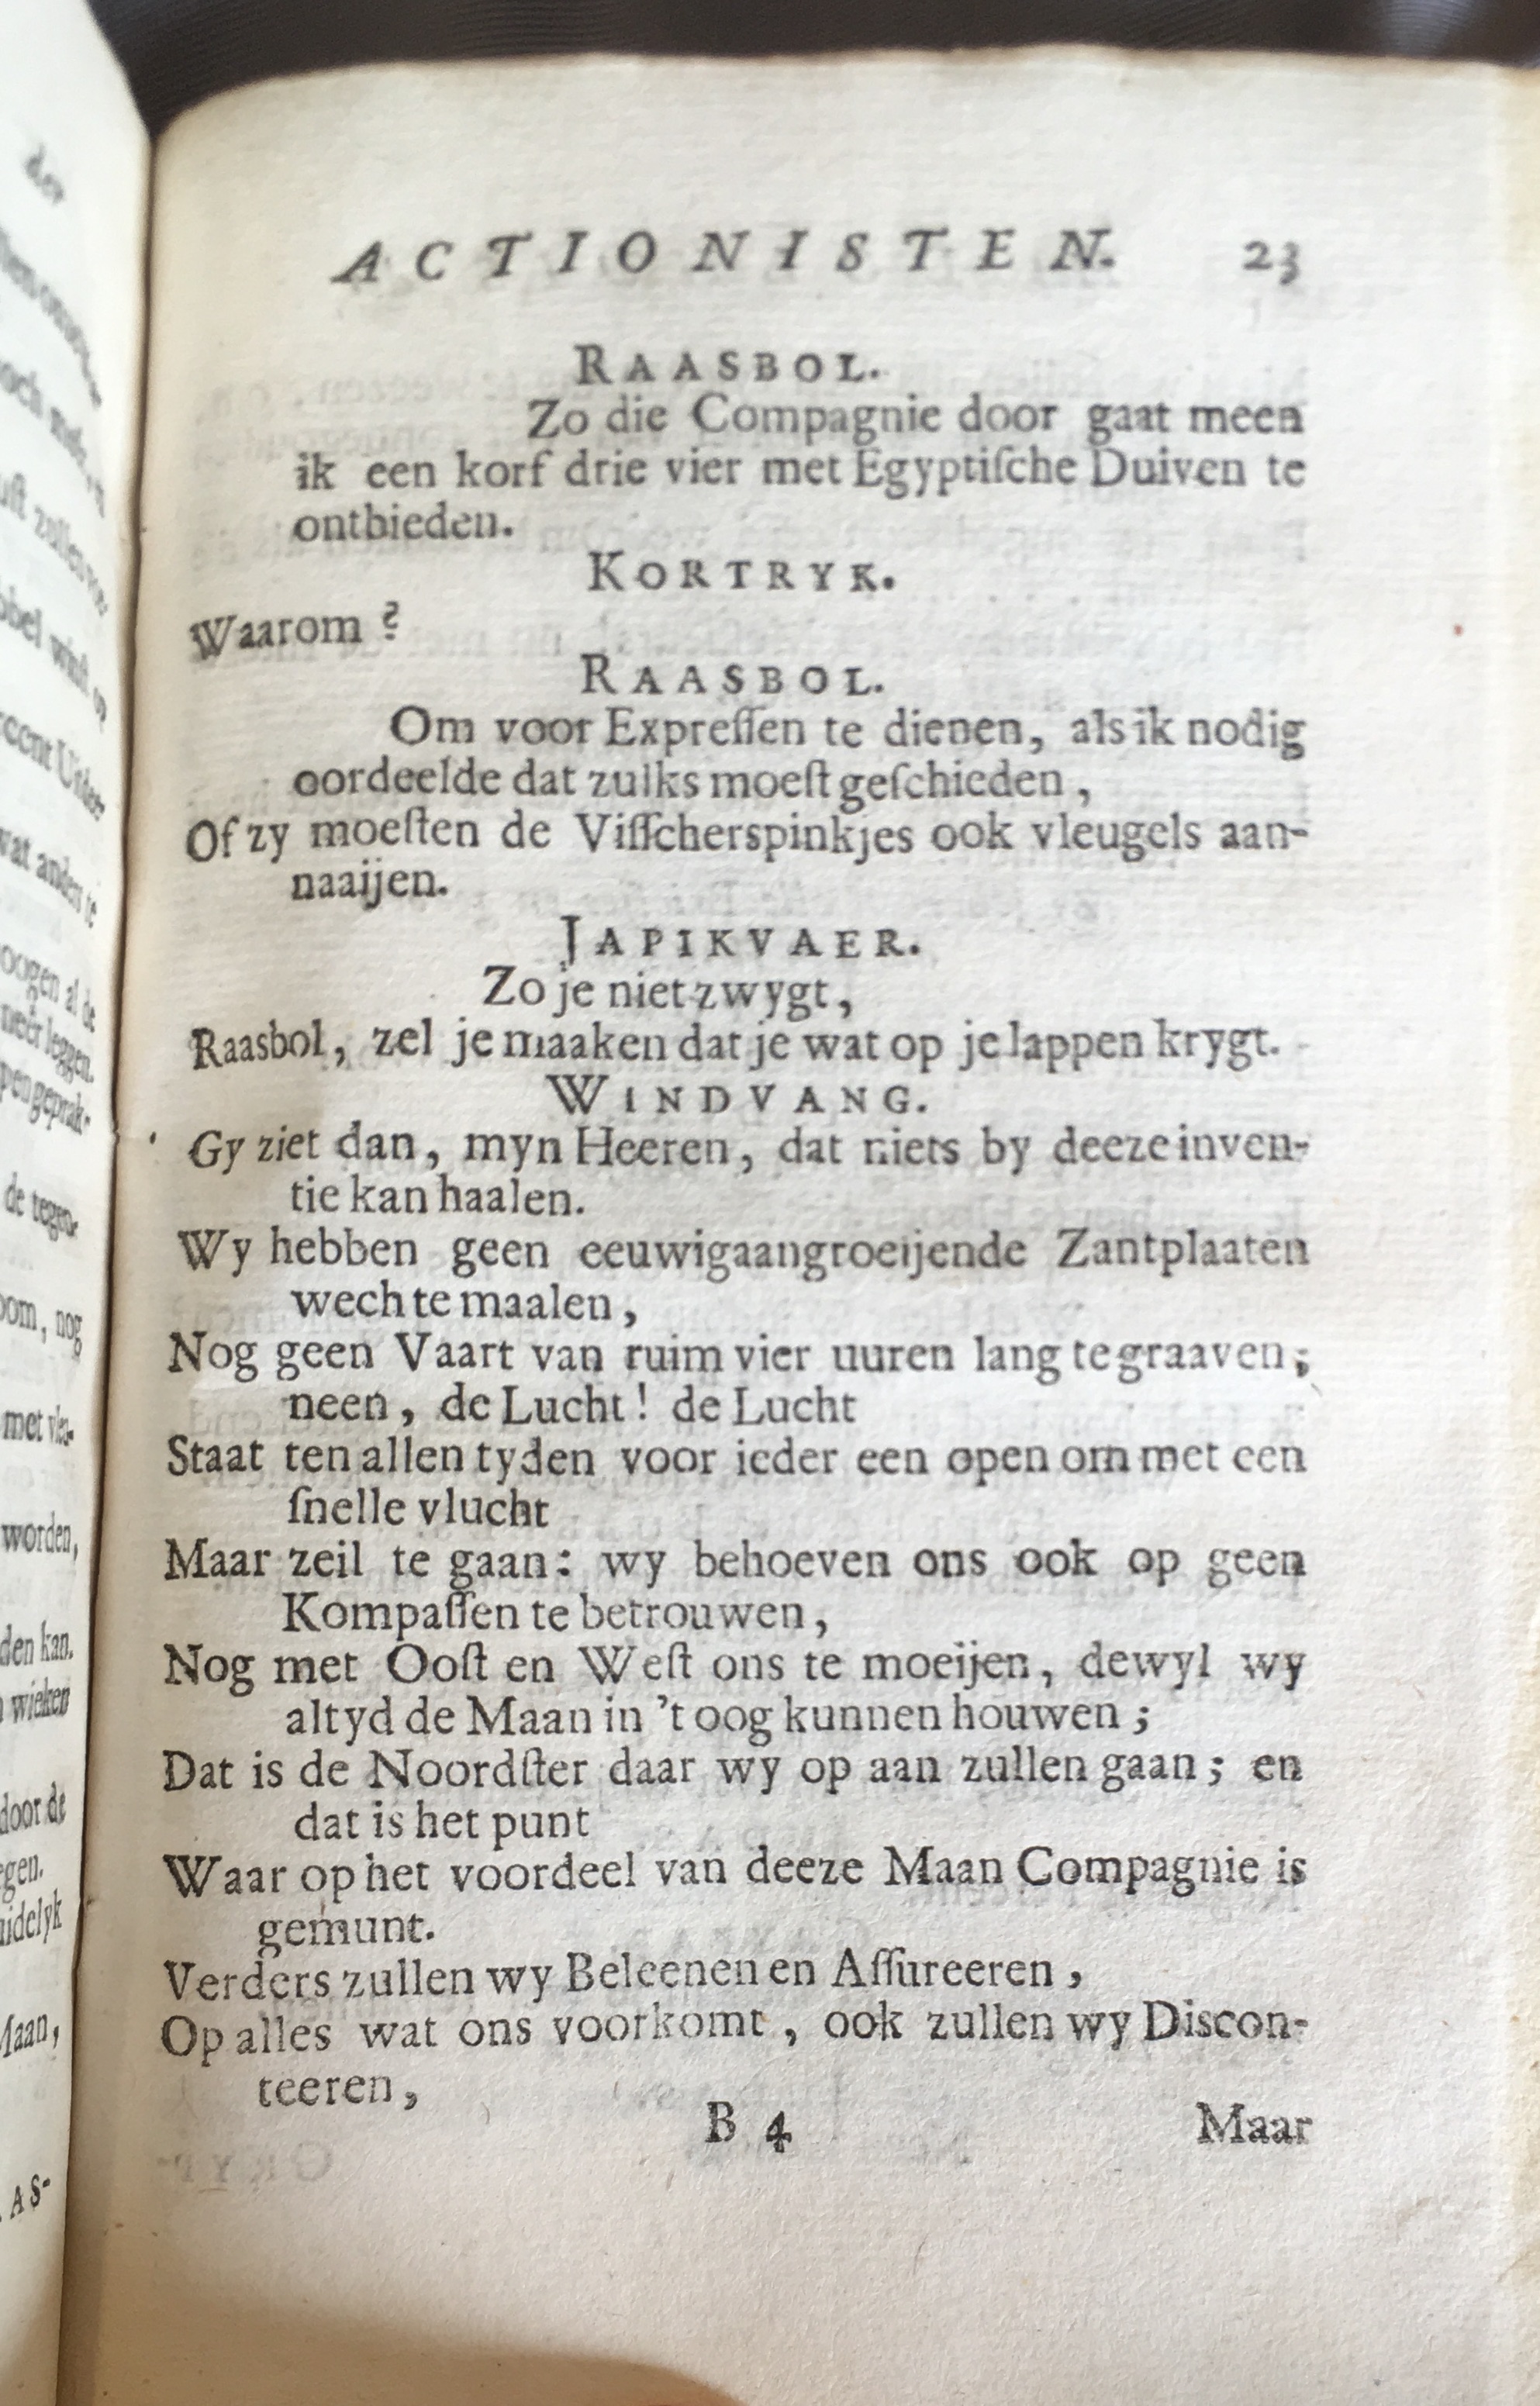 ACTIONISTEN. 23
RAASBOL.
Zo die Compagnie door gaat meen
ik een korf drie vier met Egyptiſche Duiven te
ontbieden.
KORTRYK.
Waarom?
RAASBOL.
Om voor Expreſſen te dienen, als ik nodig
oordeelde dat zulks moeſt geſchieden,
Of zy moeſten de Viſſcherspinkjes ook vleugels aan-
naaijen.
JAPIKVAER.
Zo je niet zwygt,
Raasbol, zel je maaken dat je wat op je lappen krygt.
WINDVANG.
Gy ziet dan, myn Heeren, dat niets by deeze inven-
tie kan haalen.
Wy hebben geen eeuwigaangroeijende Zantplaaten
wech te maalen,
Nog geen Vaart van ruim vier uuren lang te graaven;
neen, de Lucht! de Lucht
Staat ten allen tyden voor ieder een open om met een
ſnelle vlucht
Maar zeil te gaan: wy behoeven ons ook op geen
Kompaſſen te betrouwen,
Nog met Ooſt en Weſt ons te moeijen, dewyl wy
altyd de Maan in 't oog kunnen houwen;
Dat is de Noordſter daar wy op aan zullen gaan; en
dat is het punt
Waar op het voordeel van deeze Maan Compagnie is
gemunt.
Verders zullen wy Beleenen en Aſſureeren,
Op alles wat ons voorkomt, ook zullen wy Discon-
teeren,
B 4 Maar